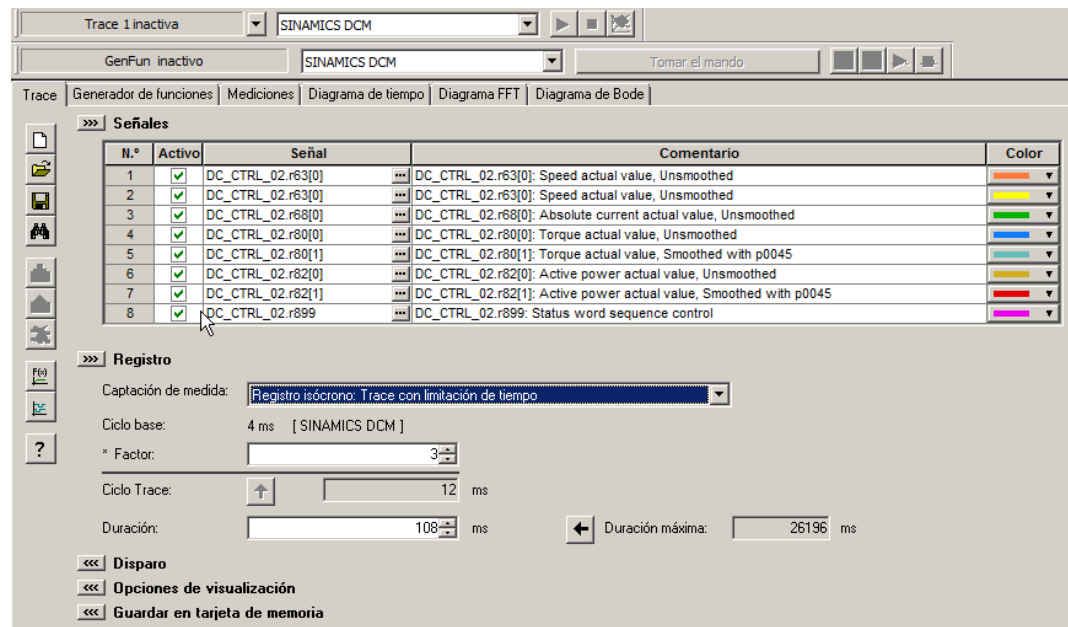 Trace 1 inactiva SINAMICS DCM
GenFun inactivo SINAMICS DCM Tomar el mando
Trace Generador de funciones Mediciones Diagrama de tiempo Diagrama FFT Diagrama de Bode
Señales
N.º Activo Señal Comentario Color
1 DC_CTRL_02.r63[0] ... DC_CTRL_02.r63[0]: Speed actual value, Unsmoothed
2 DC_CTRL_02.r63[0] ... DC_CTRL_02.r63[0]: Speed actual value, Unsmoothed
3 DC_CTRL_02.r68[0] ... DC_CTRL_02.r68[0]: Absolute current actual value, Unsmoothed
4 DC_CTRL_02.r80[0] ... DC_CTRL_02.r80[0]: Torque actual value, Unsmoothed
5 DC_CTRL_02.r80[1] ... DC_CTRL_02.r80[1]: Torque actual value, Smoothed with p0045
6 DC_CTRL_02.r82[0] ... DC_CTRL_02.r82[0]: Active power actual value, Unsmoothed
7 DC_CTRL_02.r82[1] ... DC_CTRL_02.r82[1]: Active power actual value, Smoothed with p0045
8 DC_CTRL_02.r899 ... DC_CTRL_02.r899: Status word sequence control
Registro
Captación de medida: Registro isócrono: Trace con limitación de tiempo
Ciclo base: 4 ms [ SINAMICS DCM ]
* Factor: 3
Ciclo Trace: 12 ms
Duración: 108 ms Duración máxima: 26196 ms
Disparo
Opciones de visualización
Guardar en tarjeta de memoria